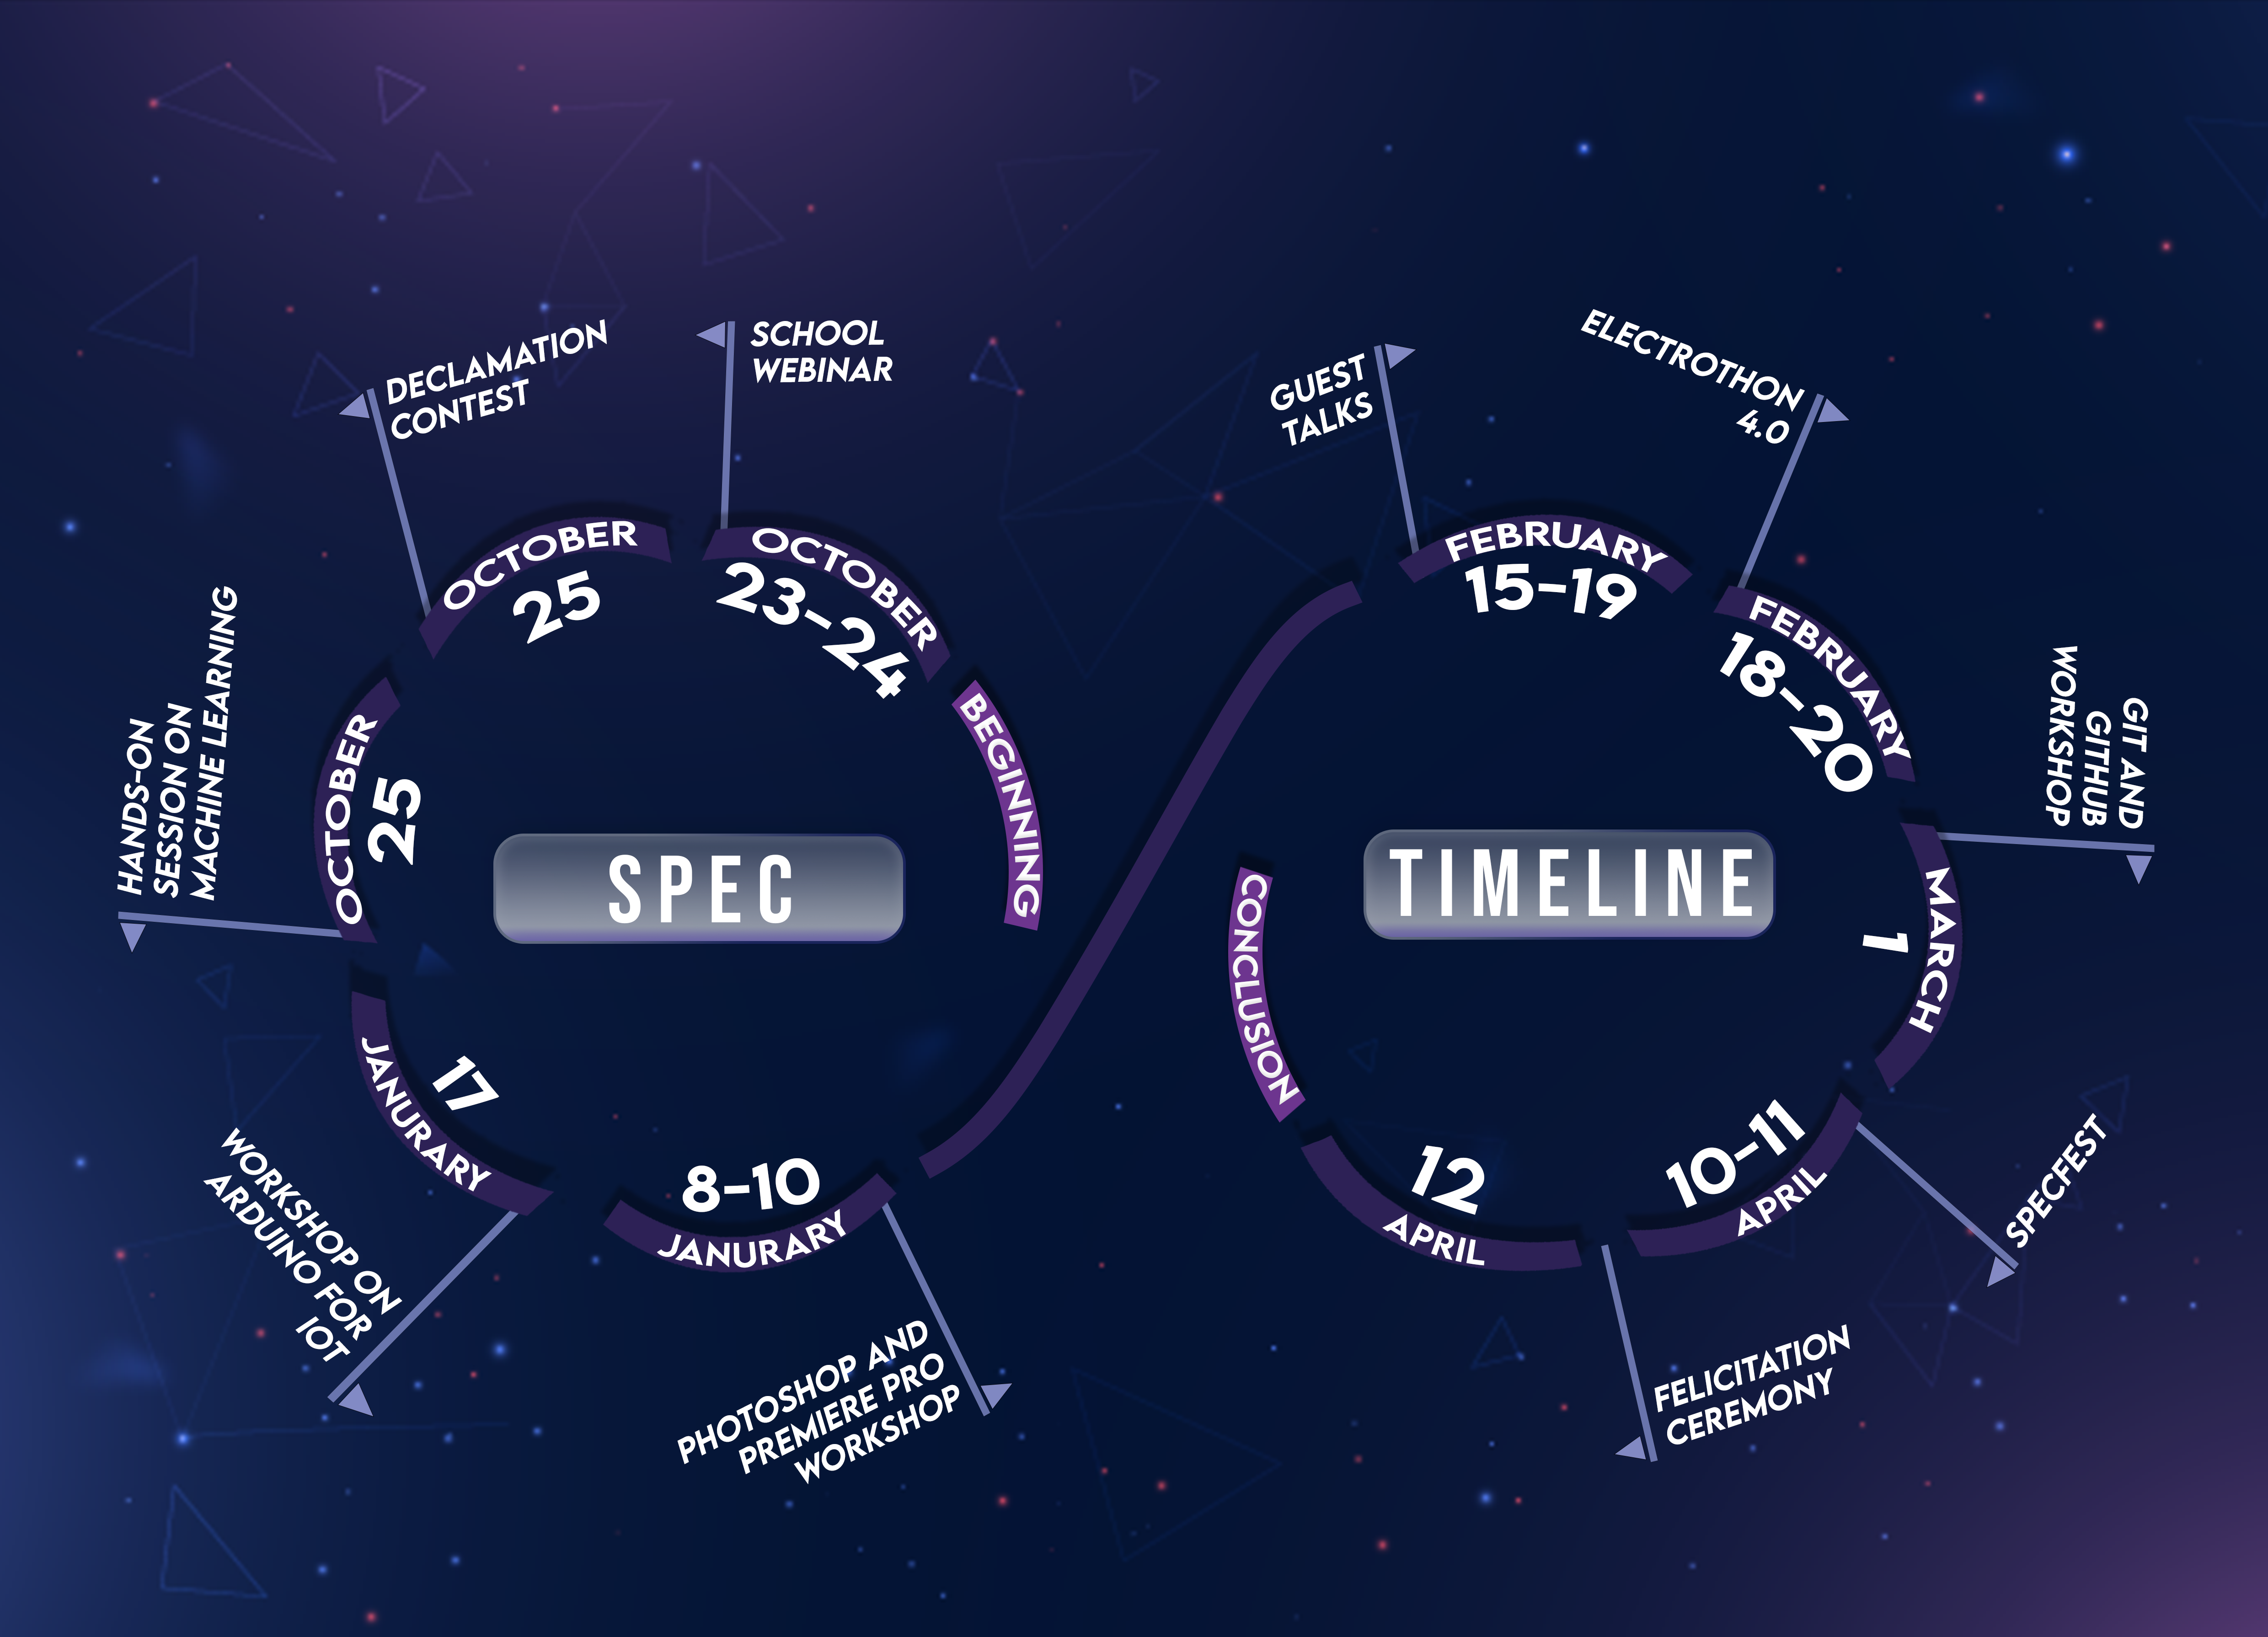 SPEC
TIMELINE
BEGINNING
SCHOOL
WEBINAR
OCTOBER
23-24
DECLAMATION
CONTEST
OCTOBER
25
HANDS-ON
SESSION ON
MACHINE LEARNING
OCTOBER
25
JANURARY
17
WORKSHOP ON
ARDUINO FOR
IOT
8-10
JANURARY
PHOTOSHOP AND
PREMIERE PRO
WORKSHOP
GUEST
TALKS
FEBRUARY
15-19
ELECTROTHON
4.0
FEBRUARY
18-20
GIT AND
GITHUB
WORKSHOP
MARCH
1
10-11
APRIL
SPECFEST
12
APRIL
FELICITATION
CEREMONY
CONCLUSION